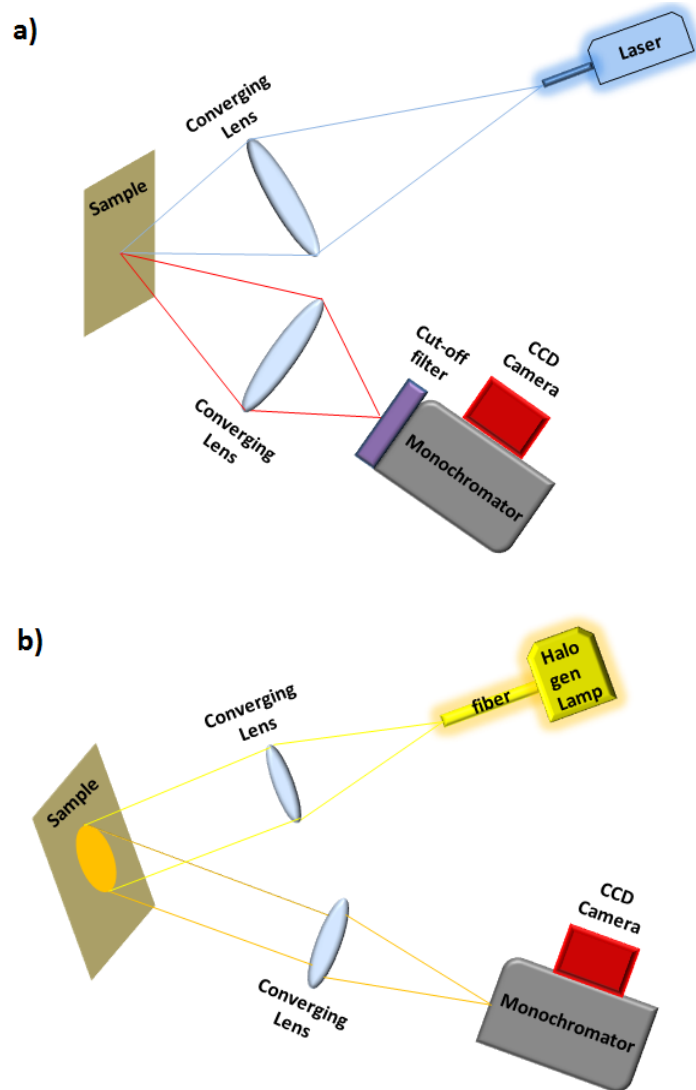 a)
Laser
Converging
Lens
Sample
Cut-off
filter
CCD
Camera
Converging
Lens
Monochromator
b)
Halo
gen
Lamp
fiber
Converging
Lens
Sample
CCD
Camera
Converging
Lens
Monochromator